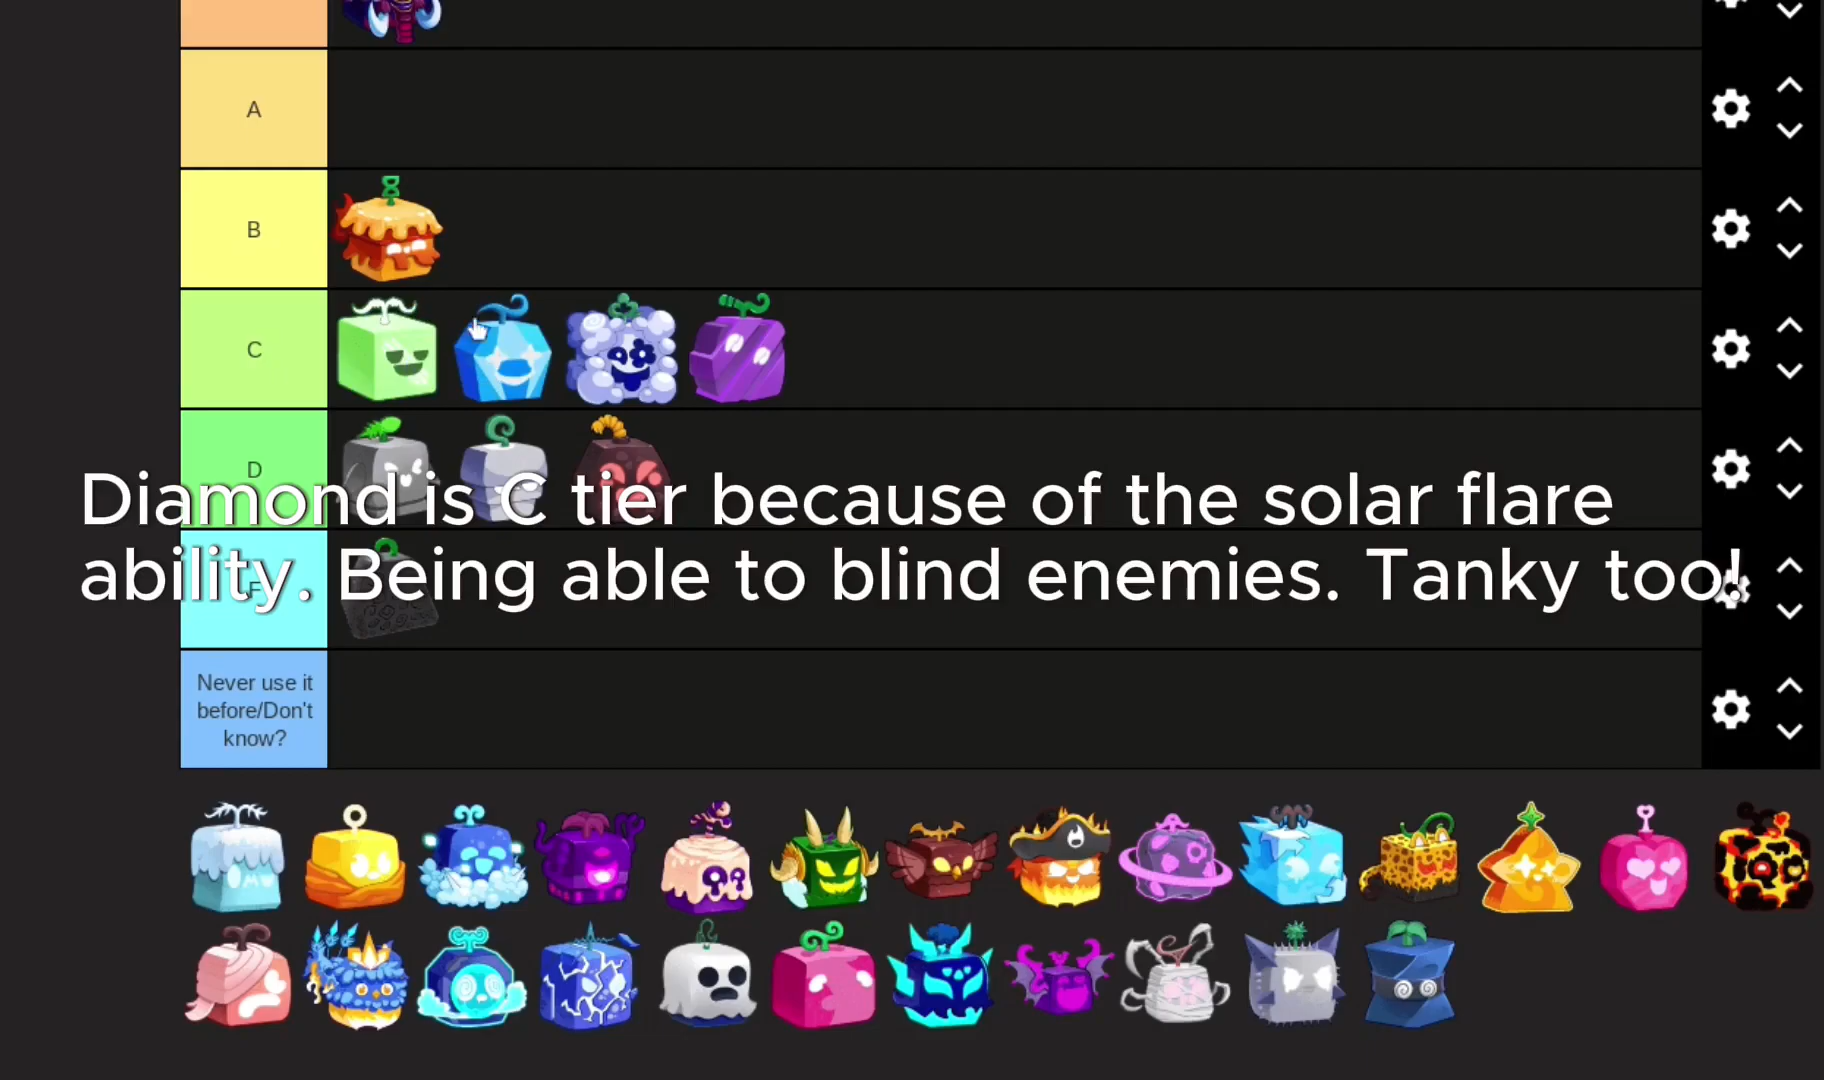 A
B
C
D
Diamond is C tier because of the solar flare
ability. Being able to blind enemies. Tanky too!
Never use it
before/Don't
know?